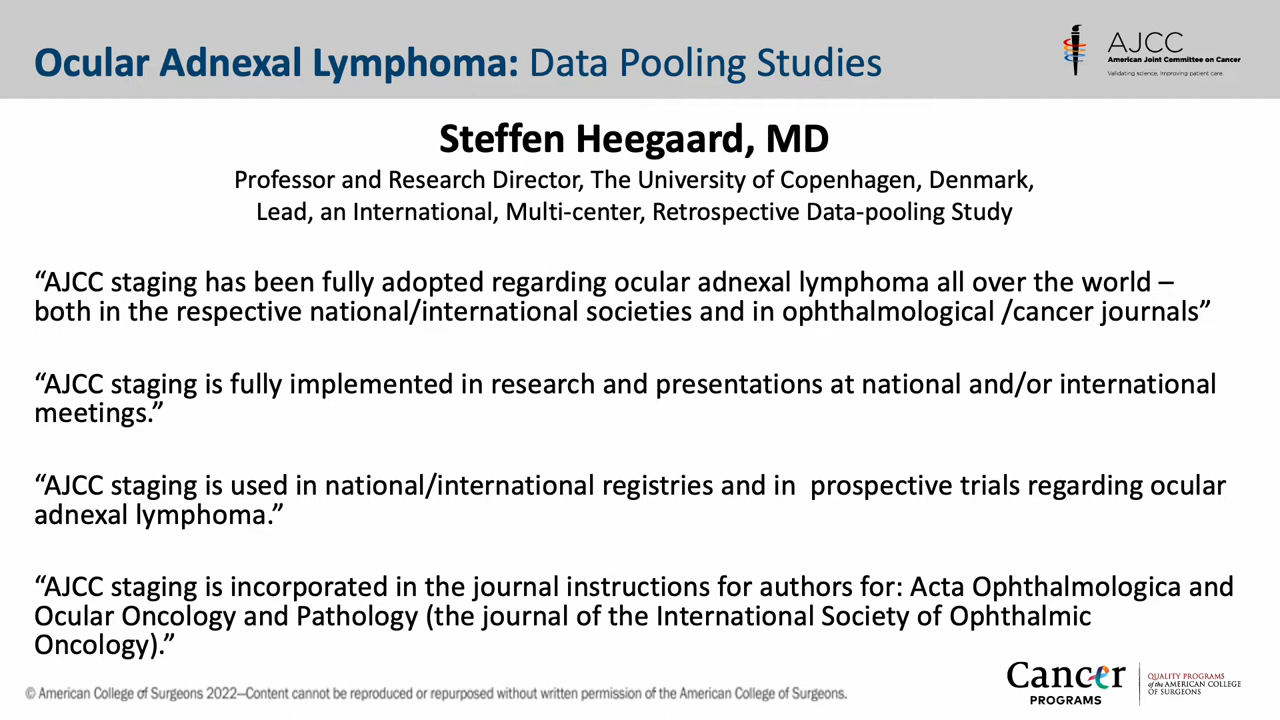 Ocular Adnexal Lymphoma: Data Pooling Studies
AJCC
American Joint Committee on Cancer
Validating science. Improving patient care.
Steffen Heegaard, MD
Professor and Research Director, The University of Copenhagen, Denmark,
Lead, an International, Multi-center, Retrospective Data-pooling Study
“AJCC staging has been fully adopted regarding ocular adnexal lymphoma all over the world –
both in the respective national/international societies and in ophthalmological /cancer journals”
“AJCC staging is fully implemented in research and presentations at national and/or international
meetings.”
“AJCC staging is used in national/international registries and in  prospective trials regarding ocular
adnexal lymphoma.”
“AJCC staging is incorporated in the journal instructions for authors for: Acta Ophthalmologica and
Ocular Oncology and Pathology (the journal of the International Society of Ophthalmic
Oncology).”
© American College of Surgeons 2022—Content cannot be reproduced or repurposed without written permission of the American College of Surgeons.
Cancer
PROGRAMS
QUALITY PROGRAMS
of the AMERICAN COLLEGE
OF SURGEONS